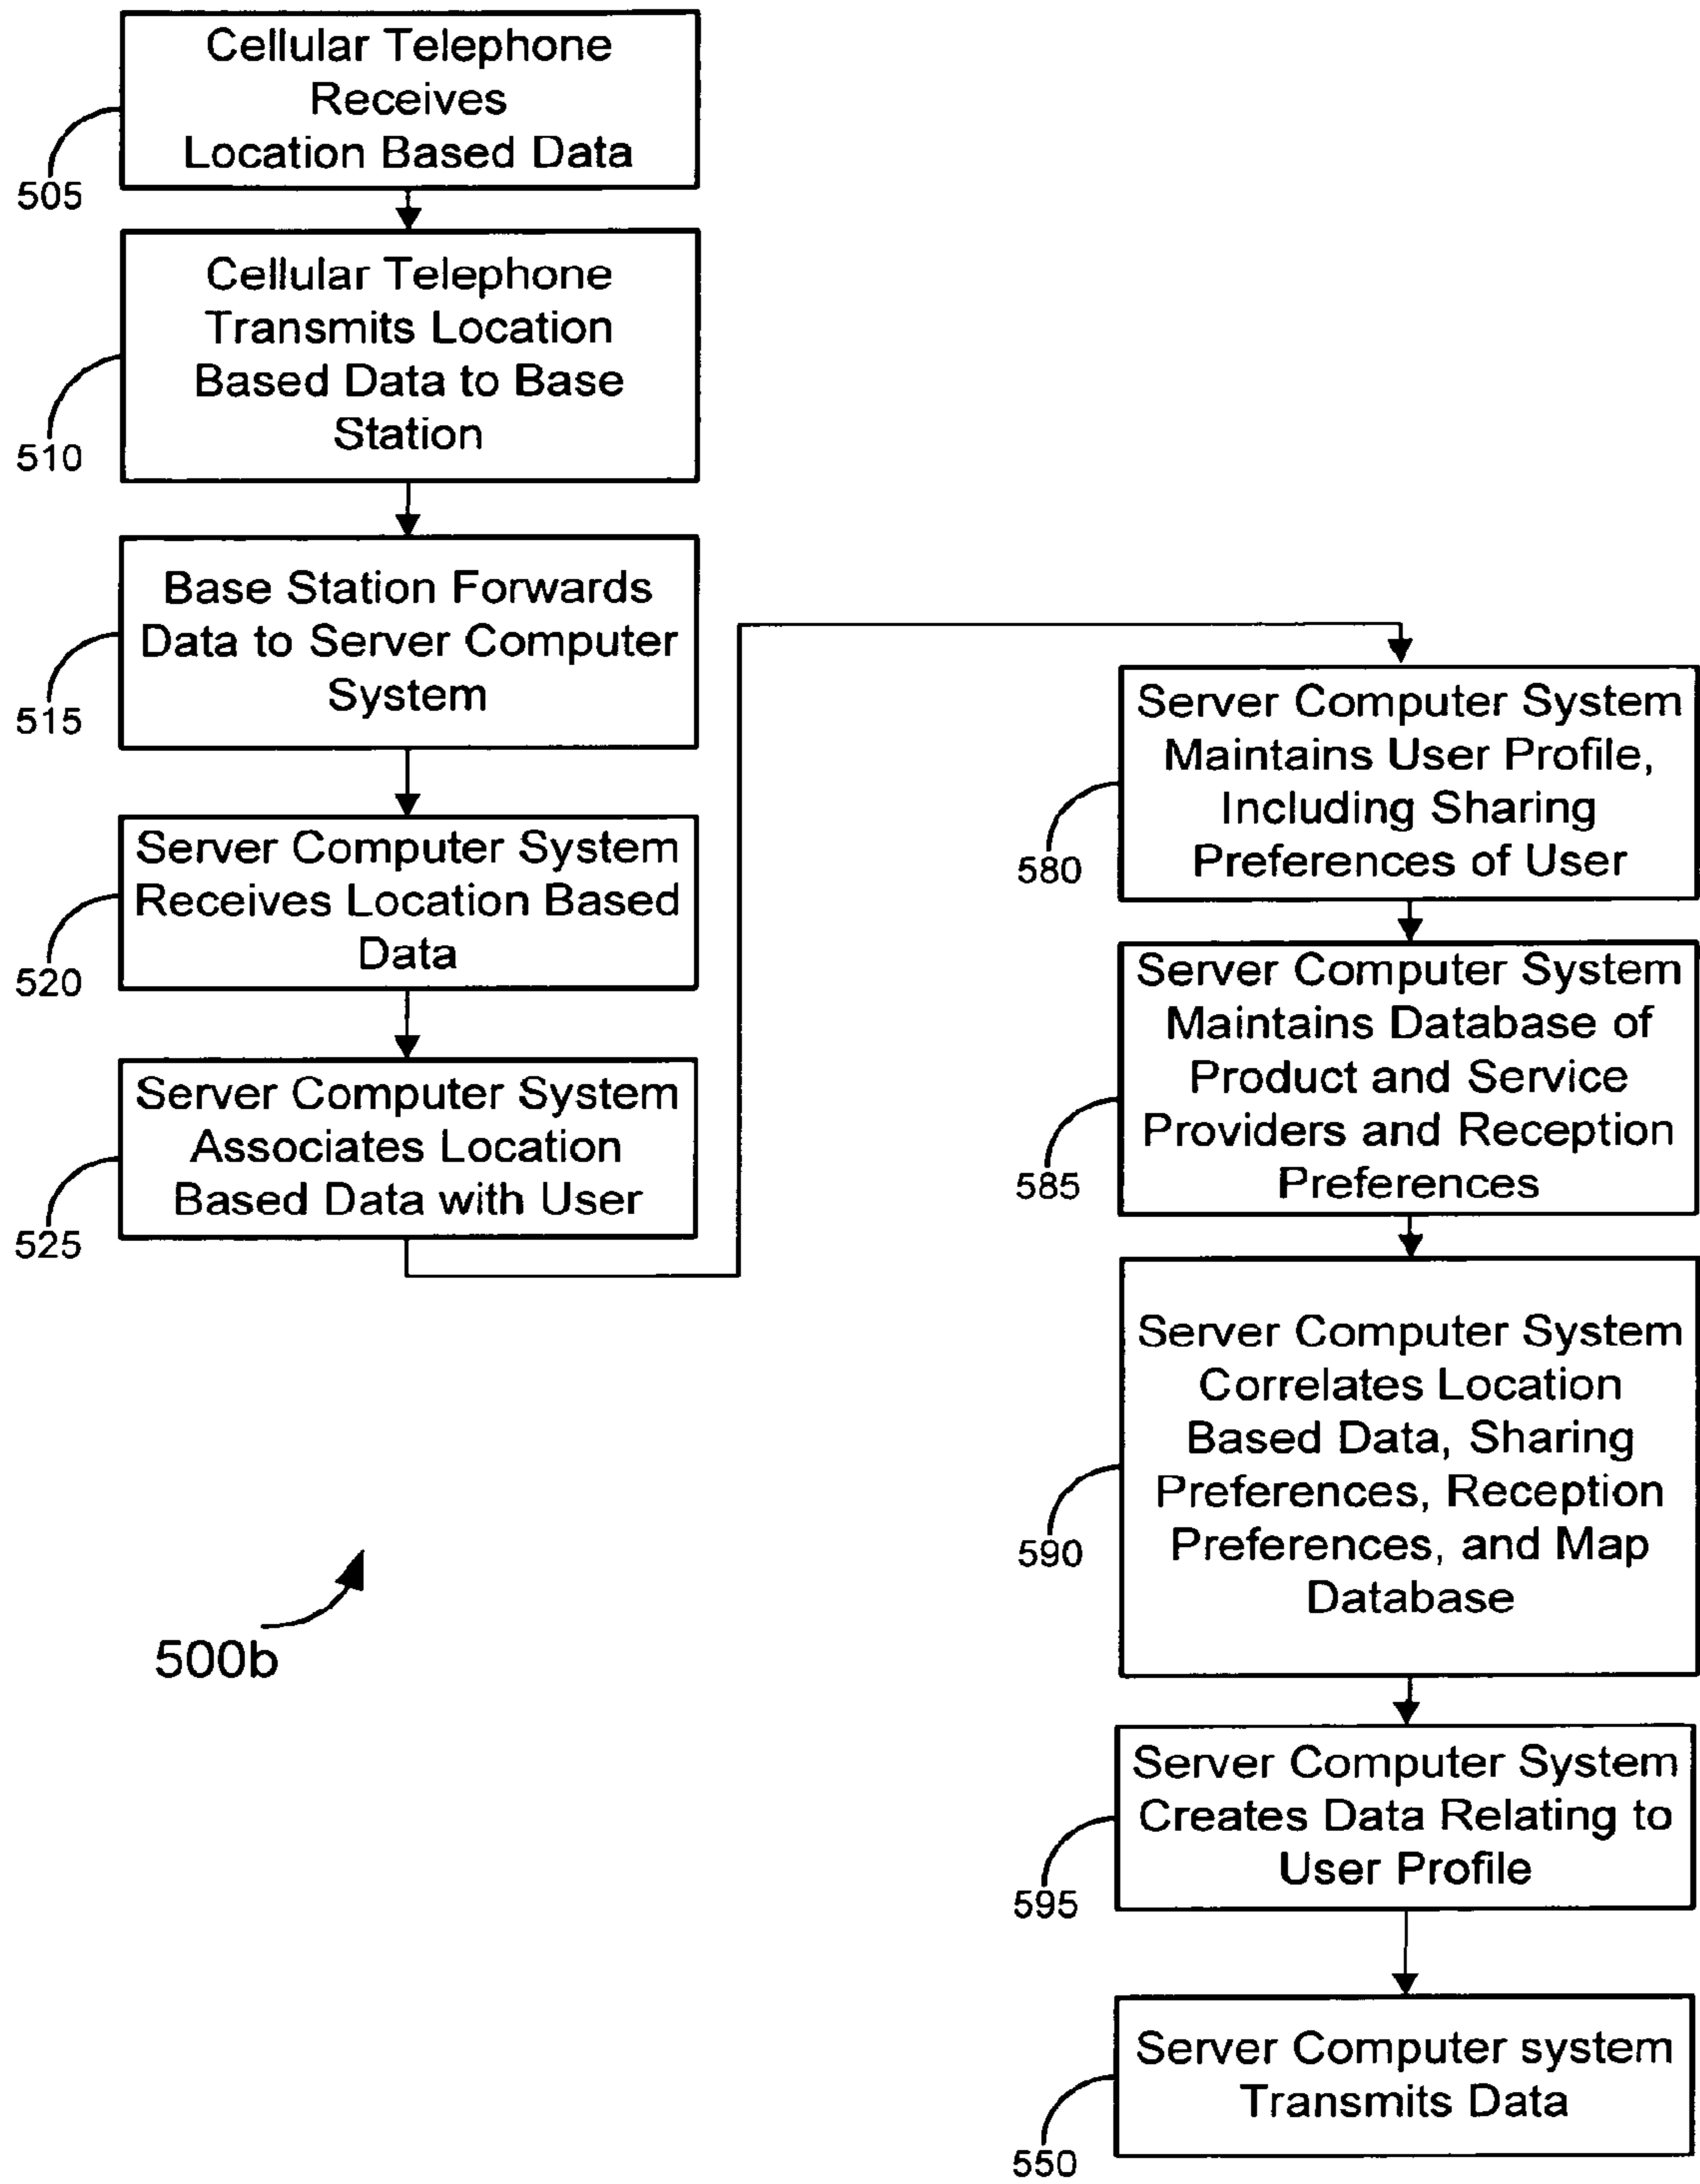 Cellular Telephone
Receives
Location Based Data
505
Cellular Telephone
Transmits Location
Based Data to Base
Station
510
Base Station Forwards
Data to Server Computer
System
515
Server Computer System
Receives Location Based
Data
520
Server Computer System
Associates Location
Based Data with User
525
500b
Server Computer System
Maintains User Profile,
Including Sharing
Preferences of User
580
Server Computer System
Maintains Database of
Product and Service
Providers and Reception
Preferences
585
Server Computer System
Correlates Location
Based Data, Sharing
Preferences, Reception
Preferences, and Map
Database
590
Server Computer System
Creates Data Relating to
User Profile
595
Server Computer system
Transmits Data
550